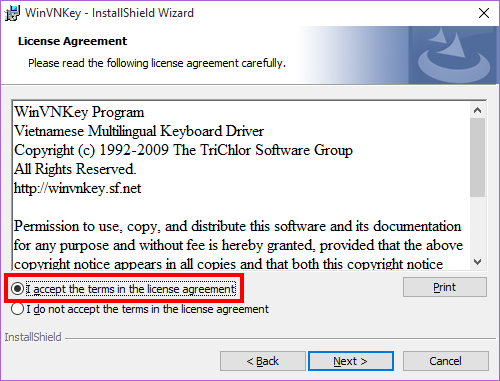 WinVNKey - InstallShield Wizard
License Agreement
Please read the following license agreement carefully.
WinVNKey Program
Vietnamese Multilingual Keyboard Driver
Copyright (c) 1992-2009 The TriChlor Software Group
All Rights Reserved.
http://winvnkey.sf.net
Permission to use, copy, and distribute this software and its documentation
for any purpose and without fee is hereby granted, provided that the above
copyright notice appears in all copies and that both this copyright notice
I accept the terms in the license agreement
Print
I do not accept the terms in the license agreement
InstallShield
< Back
Next >
Cancel